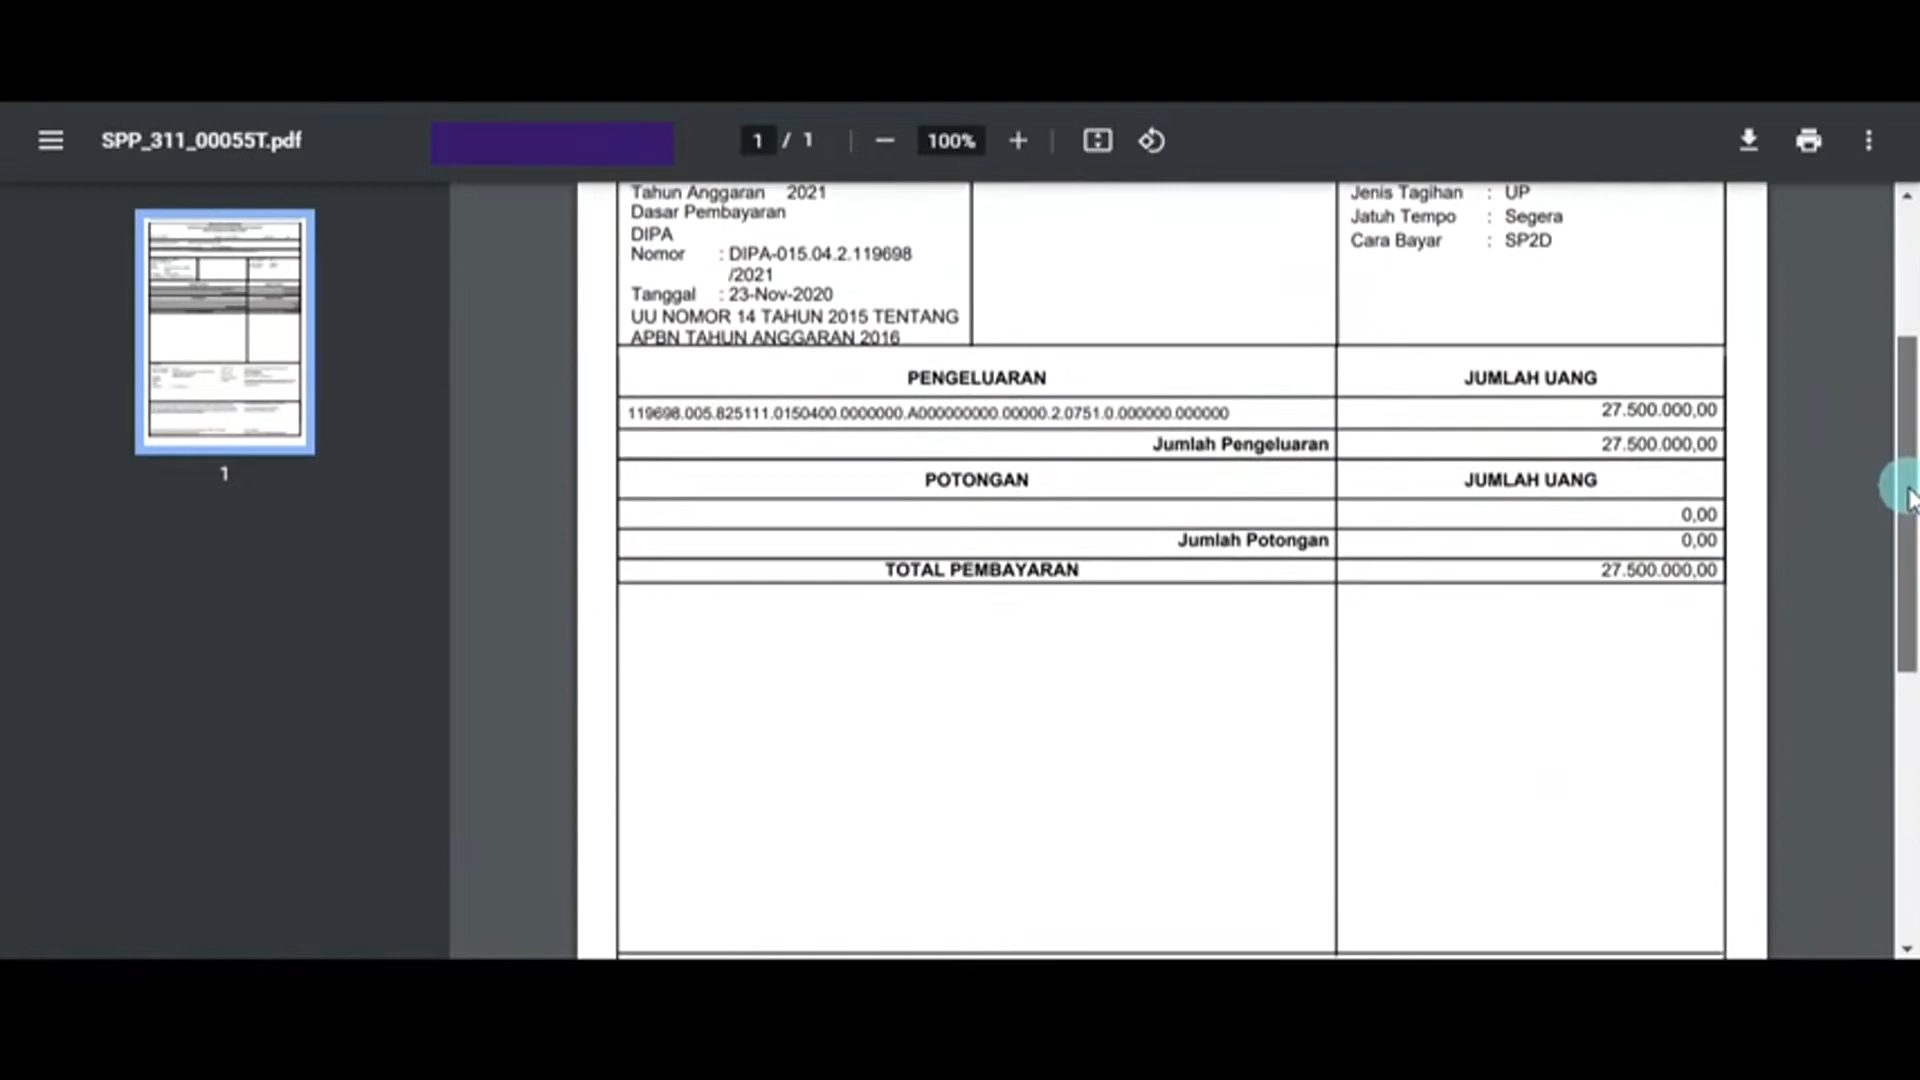 SPP_311_00055T.pdf
1 / 1
100%
1
Tahun Anggaran 2021
Dasar Pembayaran
DIPA
Nomor : DIPA-015.04.2.119698
/2021
Tanggal : 23-Nov-2020
UU NOMOR 14 TAHUN 2015 TENTANG
APBN TAHUN ANGGARAN 2016
Jenis Tagihan : UP
Jatuh Tempo : Segera
Cara Bayar : SP2D
PENGELUARAN JUMLAH UANG
119698.005.825111.0150400.0000000.A000000000.00000.2.0751.0.000000.000000 27.500.000,00
Jumlah Pengeluaran 27.500.000,00
POTONGAN JUMLAH UANG
0,00
Jumlah Potongan 0,00
TOTAL PEMBAYARAN 27.500.000,00